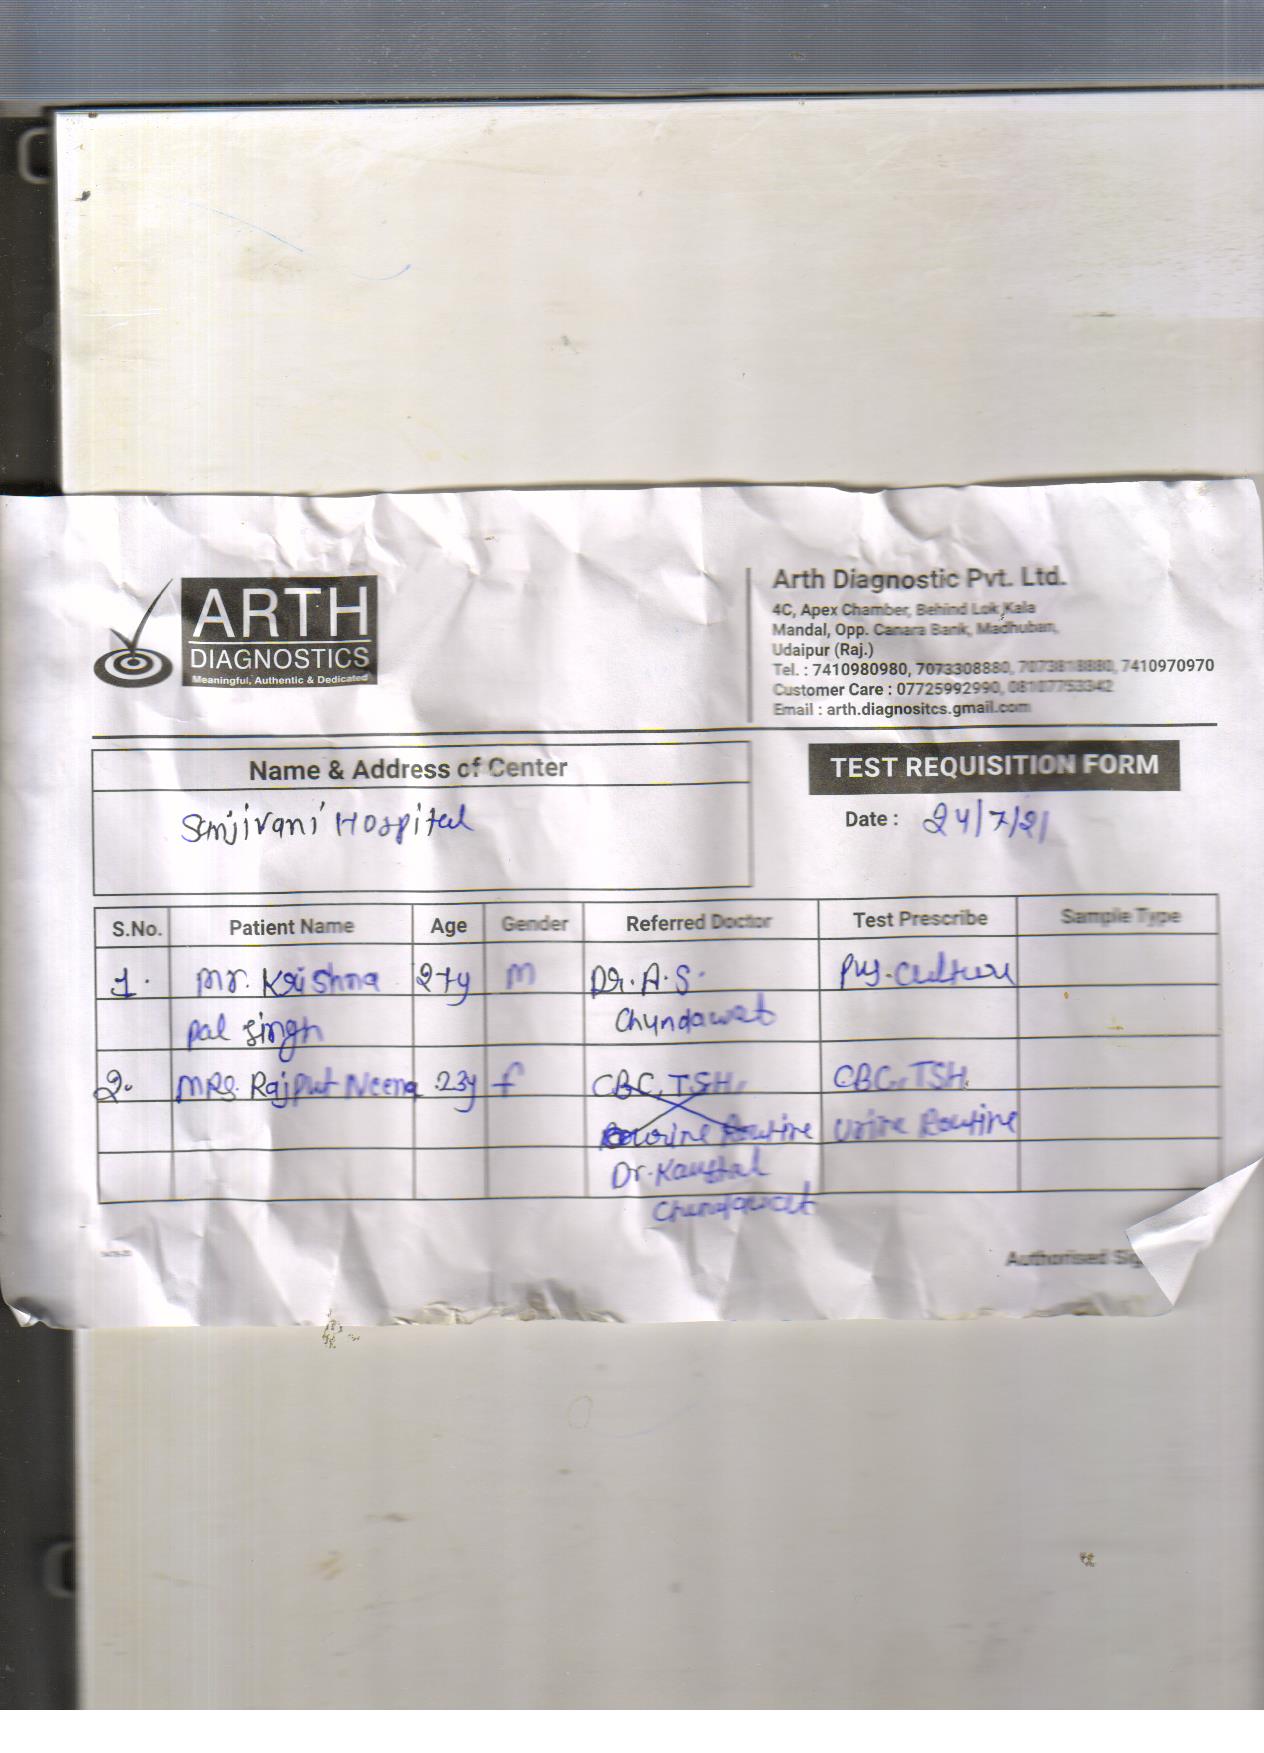 ARTH
DIAGNOSTICS
Meaningful, Authentic & Dedicated
Arth Diagnostic Pvt. Ltd.
4C, Apex Chamber, Behind Lok Kala
Mandal, Opp. Canara Bank, Madhuban,
Udaipur (Raj.)
Tel. : 7410980980, 7073308880, 7073818880, 7410970970
Customer Care : 07725992990, 08107753342
Email : arth.diagnositcs.gmail.com
Name & Address of Center
TEST REQUISITION FORM
Sanjivani Hospital
Date : 24/7/21
S.No. Patient Name Age Gender Referred Doctor Test Prescribe Sample Type
1. Mr. Krishna 27y M Dr. A.S. Pus-Culture
Pal Singh Chundawat
2. MRS. Rajput Neena 23y f CBC, TSH, CBC, TSH,
Urine Routine Urine Routine
Dr. Kaushal
Chundawat
Authorised